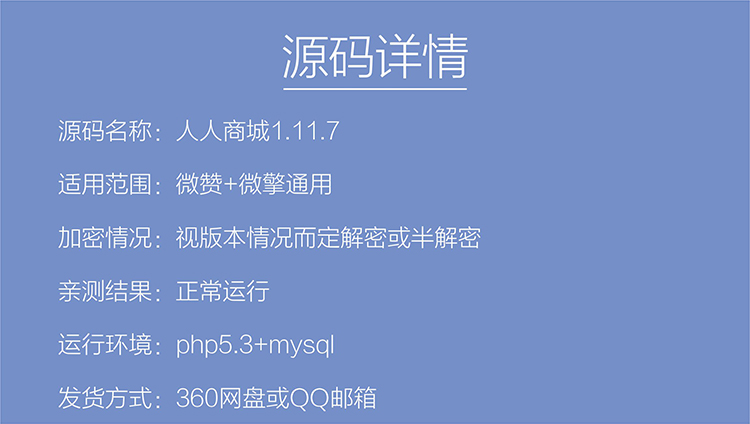 源码详情
源码名称：人人商城1.11.7
适用范围：微赞+微擎通用
加密情况：视版本情况而定解密或半解密
亲测结果：正常运行
运行环境：php5.3+mysql
发货方式：360网盘或QQ邮箱